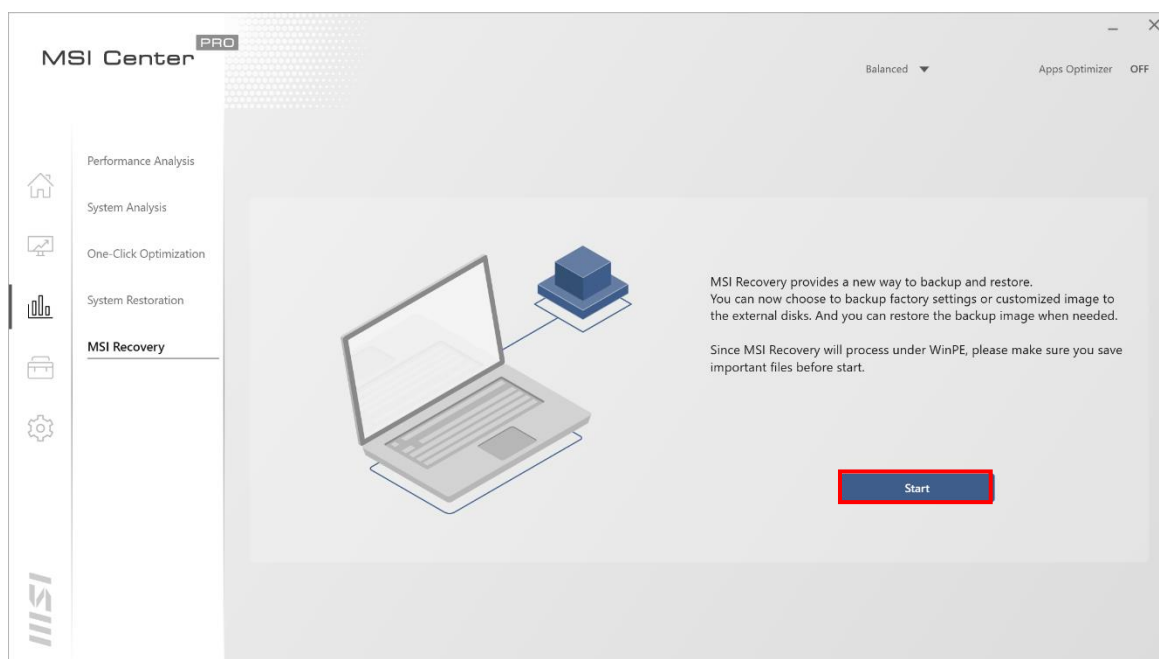 MSI Center PRO
Balanced
Apps Optimizer OFF
Performance Analysis
System Analysis
One-Click Optimization
System Restoration
MSI Recovery
MSI Recovery provides a new way to backup and restore.
You can now choose to backup factory settings or customized image to
the external disks. And you can restore the backup image when needed.
Since MSI Recovery will process under WinPE, please make sure you save
important files before start.
Start
msi